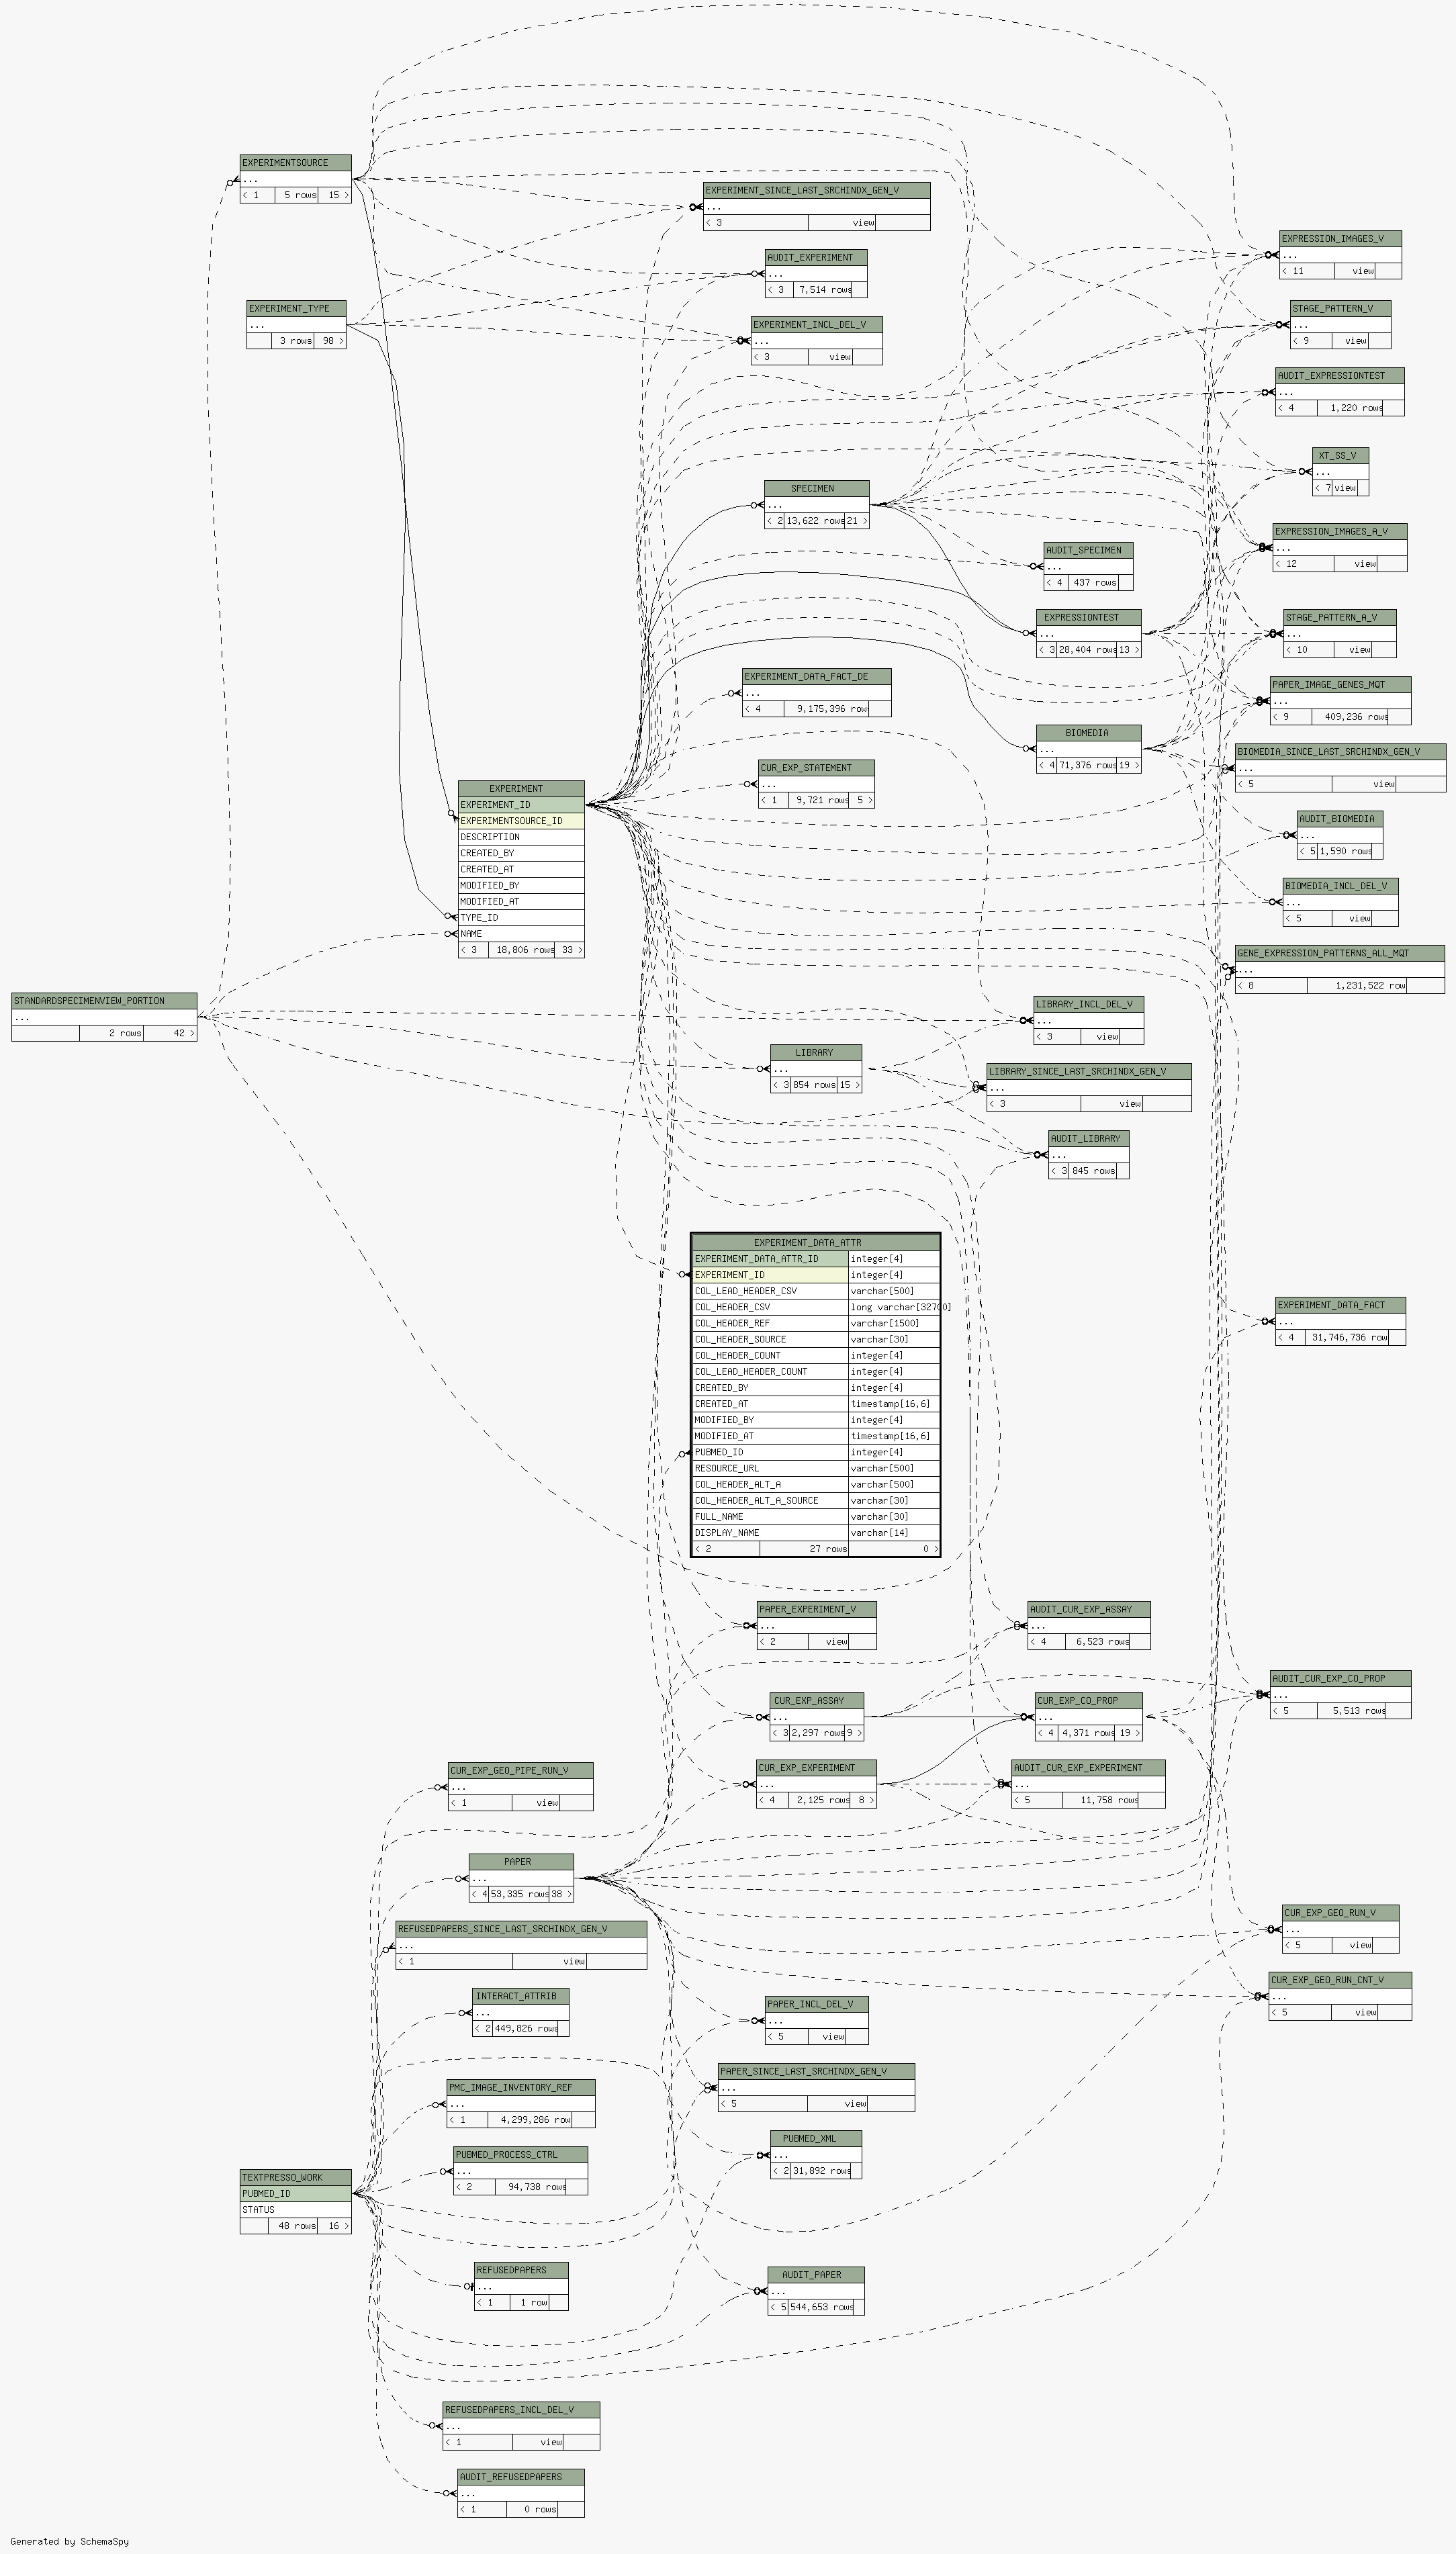 EXPERIMENTSOURCE
...
< 1 5 rows 15 >
EXPERIMENT_SINCE_LAST_SRCHINDX_GEN_V
...
< 3 view
EXPRESSION_IMAGES_V
...
< 11 view
AUDIT_EXPERIMENT
...
< 3 7,514 rows
EXPERIMENT_TYPE
...
3 rows 98 >
STAGE_PATTERN_V
...
< 9 view
EXPERIMENT_INCL_DEL_V
...
< 3 view
AUDIT_EXPRESSIONTEST
...
< 4 1,220 rows
XT_SS_V
...
< 7 view
SPECIMEN
...
< 2 13,622 rows 21 >
EXPRESSION_IMAGES_A_V
...
< 12 view
AUDIT_SPECIMEN
...
< 4 437 rows
EXPRESSIONTEST
...
< 3 28,404 rows 13 >
STAGE_PATTERN_A_V
...
< 10 view
EXPERIMENT_DATA_FACT_DE
...
< 4 9,175,396 row
PAPER_IMAGE_GENES_MQT
...
< 9 409,236 rows
BIOMEDIA
...
< 4 71,376 rows 19 >
BIOMEDIA_SINCE_LAST_SRCHINDX_GEN_V
...
< 5 view
CUR_EXP_STATEMENT
...
< 1 9,721 rows 5 >
EXPERIMENT
EXPERIMENT_ID
EXPERIMENTSOURCE_ID
DESCRIPTION
CREATED_BY
CREATED_AT
MODIFIED_BY
MODIFIED_AT
TYPE_ID
NAME
< 3 18,806 rows 33 >
AUDIT_BIOMEDIA
...
< 5 1,590 rows
BIOMEDIA_INCL_DEL_V
...
< 5 view
GENE_EXPRESSION_PATTERNS_ALL_MQT
...
< 8 1,231,522 row
STANDARDSPECIMENVIEW_PORTION
...
2 rows 42 >
LIBRARY_INCL_DEL_V
...
< 3 view
LIBRARY
...
< 3 854 rows 15 >
LIBRARY_SINCE_LAST_SRCHINDX_GEN_V
...
< 3 view
AUDIT_LIBRARY
...
< 3 845 rows
EXPERIMENT_DATA_ATTR
EXPERIMENT_DATA_ATTR_ID integer[4]
EXPERIMENT_ID integer[4]
COL_LEAD_HEADER_CSV varchar[500]
COL_HEADER_CSV long varchar[32700]
COL_HEADER_REF varchar[1500]
COL_HEADER_SOURCE varchar[30]
COL_HEADER_COUNT integer[4]
COL_LEAD_HEADER_COUNT integer[4]
CREATED_BY integer[4]
CREATED_AT timestamp[16,6]
MODIFIED_BY integer[4]
MODIFIED_AT timestamp[16,6]
PUBMED_ID integer[4]
RESOURCE_URL varchar[500]
COL_HEADER_ALT_A varchar[500]
COL_HEADER_ALT_A_SOURCE varchar[30]
FULL_NAME varchar[30]
DISPLAY_NAME varchar[14]
< 2 27 rows 0 >
EXPERIMENT_DATA_FACT
...
< 4 31,746,736 row
PAPER_EXPERIMENT_V
...
< 2 view
AUDIT_CUR_EXP_ASSAY
...
< 4 6,523 rows
AUDIT_CUR_EXP_CO_PROP
...
< 5 5,513 rows
CUR_EXP_ASSAY
...
< 3 2,297 rows 9 >
CUR_EXP_CO_PROP
...
< 4 4,371 rows 19 >
CUR_EXP_GEO_PIPE_RUN_V
...
< 1 view
CUR_EXP_EXPERIMENT
...
< 4 2,125 rows 8 >
AUDIT_CUR_EXP_EXPERIMENT
...
< 5 11,758 rows
PAPER
...
< 4 53,335 rows 38 >
REFUSEDPAPERS_SINCE_LAST_SRCHINDX_GEN_V
...
< 1 view
CUR_EXP_GEO_RUN_V
...
< 5 view
CUR_EXP_GEO_RUN_CNT_V
...
< 5 view
INTERACT_ATTRIB
...
< 2 449,826 rows
PAPER_INCL_DEL_V
...
< 5 view
PMC_IMAGE_INVENTORY_REF
...
< 1 4,299,286 row
PAPER_SINCE_LAST_SRCHINDX_GEN_V
...
< 5 view
PUBMED_PROCESS_CTRL
...
< 2 94,738 rows
PUBMED_XML
...
< 2 31,892 rows
TEXTPRESSO_WORK
PUBMED_ID
STATUS
48 rows 16 >
REFUSEDPAPERS
...
< 1 1 row
AUDIT_PAPER
...
< 5 544,653 rows
REFUSEDPAPERS_INCL_DEL_V
...
< 1 view
AUDIT_REFUSEDPAPERS
...
< 1 0 rows
Generated by SchemaSpy